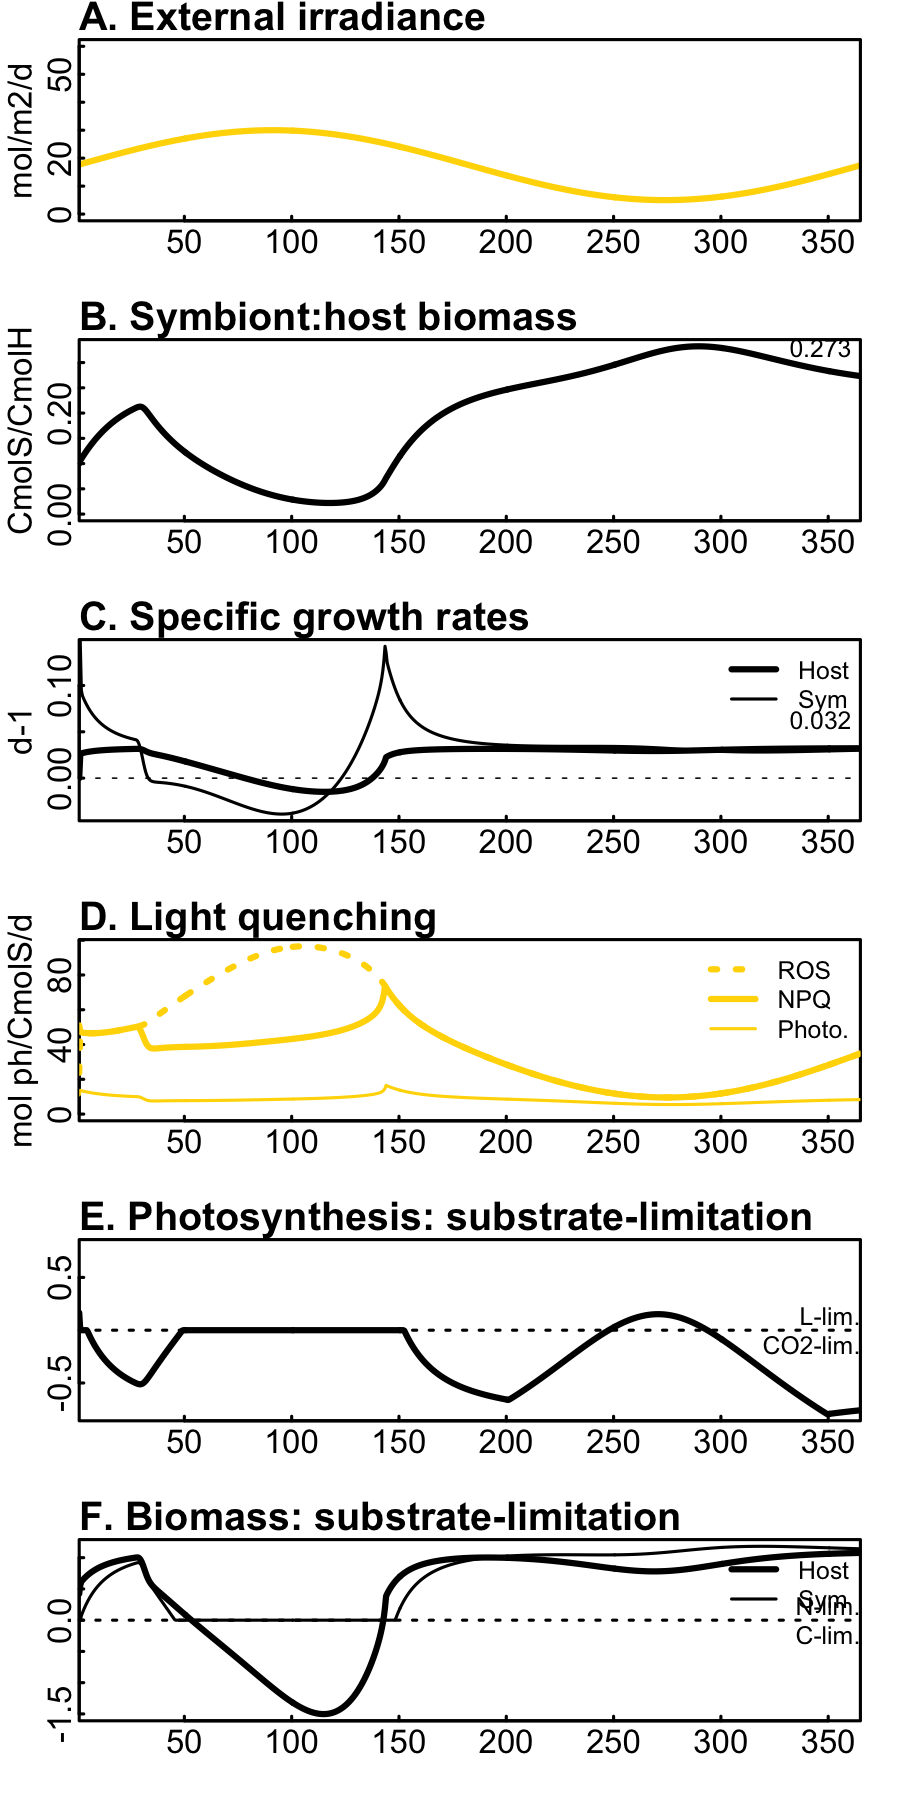 A. External irradiance
mol/m2/d
50
20
0
50 100 150 200 250 300 350
B. Symbiont:host biomass
CmolS/CmolH
0.20
0.00
0.273
50 100 150 200 250 300 350
C. Specific growth rates
d-1
0.10
0.00
Host
Sym
0.032
50 100 150 200 250 300 350
D. Light quenching
mol ph/CmolS/d
80
40
0
ROS
NPQ
Photo.
50 100 150 200 250 300 350
E. Photosynthesis: substrate-limitation
0.5
-0.5
L-lim.
CO2-lim.
50 100 150 200 250 300 350
F. Biomass: substrate-limitation
0.0
-1.5
Host
Sym
N-lim.
C-lim.
50 100 150 200 250 300 350